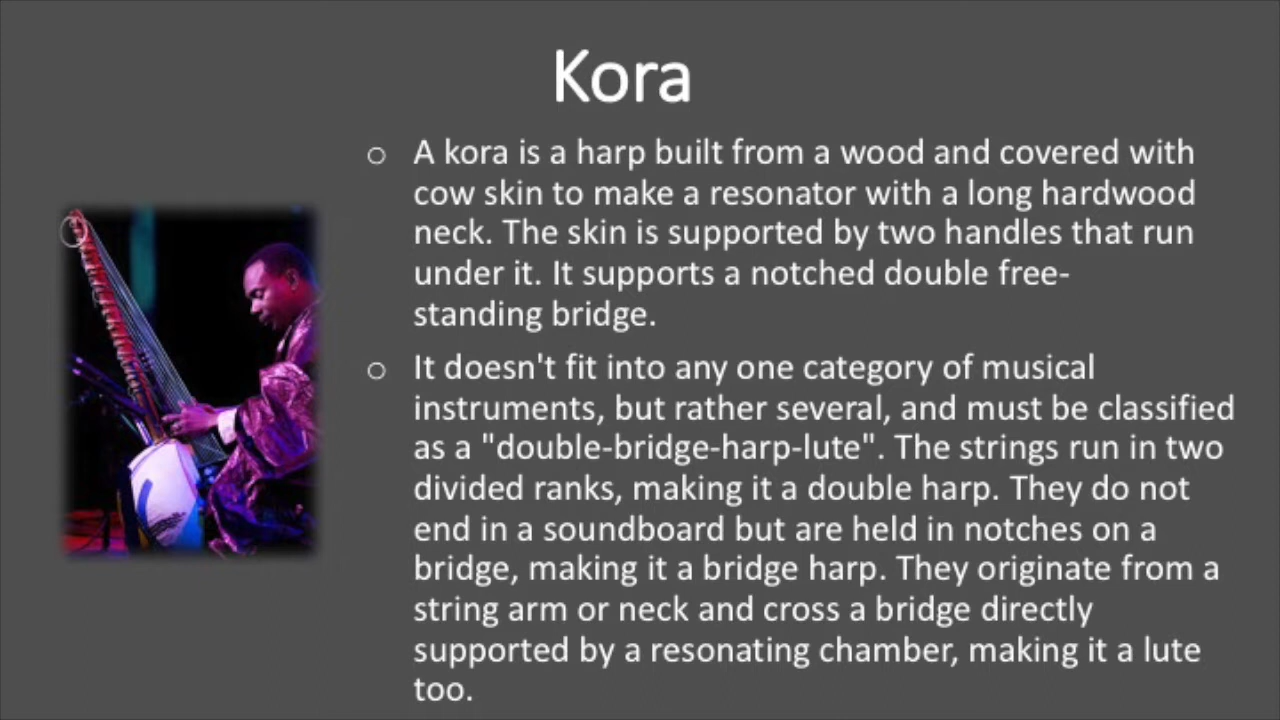 Kora
○ A kora is a harp built from a wood and covered with
cow skin to make a resonator with a long hardwood
neck. The skin is supported by two handles that run
under it. It supports a notched double free-
standing bridge.
○ It doesn't fit into any one category of musical
instruments, but rather several, and must be classified
as a "double-bridge-harp-lute". The strings run in two
divided ranks, making it a double harp. They do not
end in a soundboard but are held in notches on a
bridge, making it a bridge harp. They originate from a
string arm or neck and cross a bridge directly
supported by a resonating chamber, making it a lute
too.